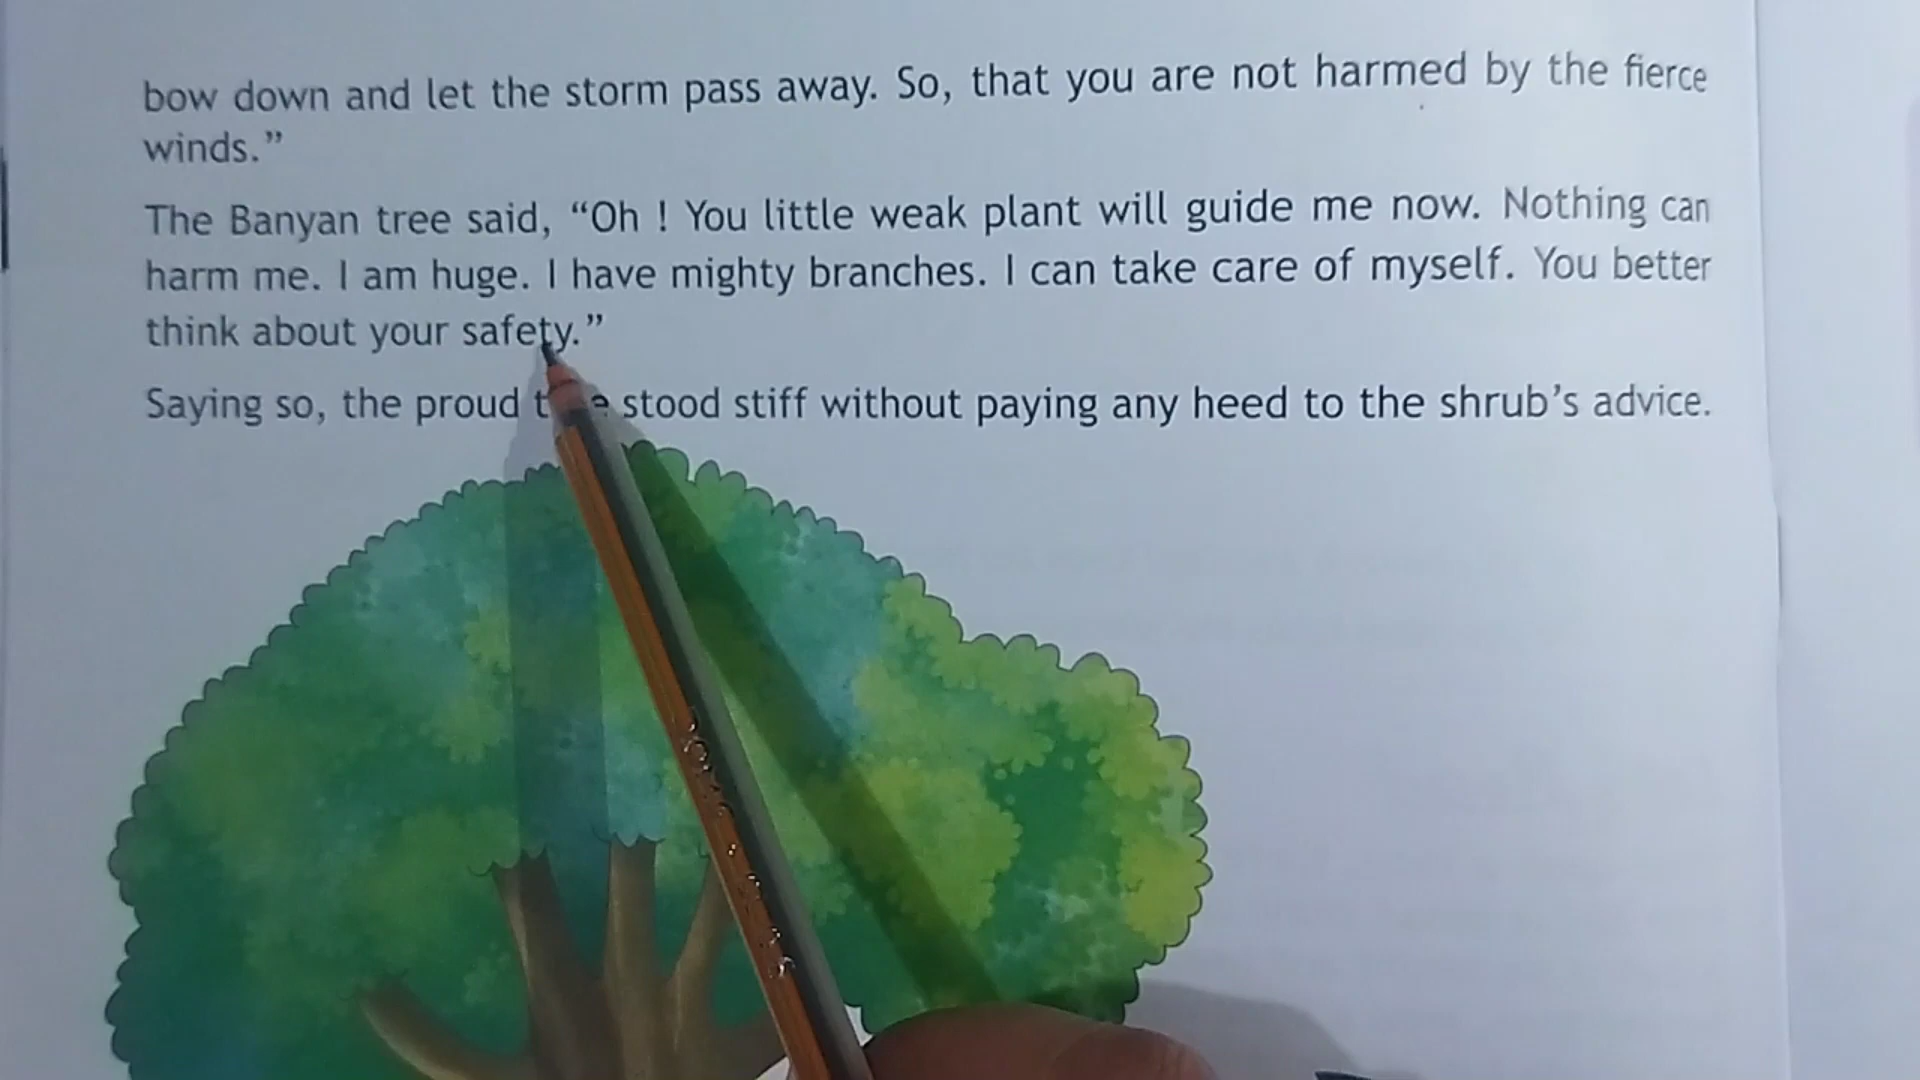 bow down and let the storm pass away. So, that you are not harmed by the fierce
winds.”
The Banyan tree said, “Oh ! You little weak plant will guide me now. Nothing can
harm me. I am huge. I have mighty branches. I can take care of myself. You better
think about your safety.”
Saying so, the proud tree stood stiff without paying any heed to the shrub’s advice.